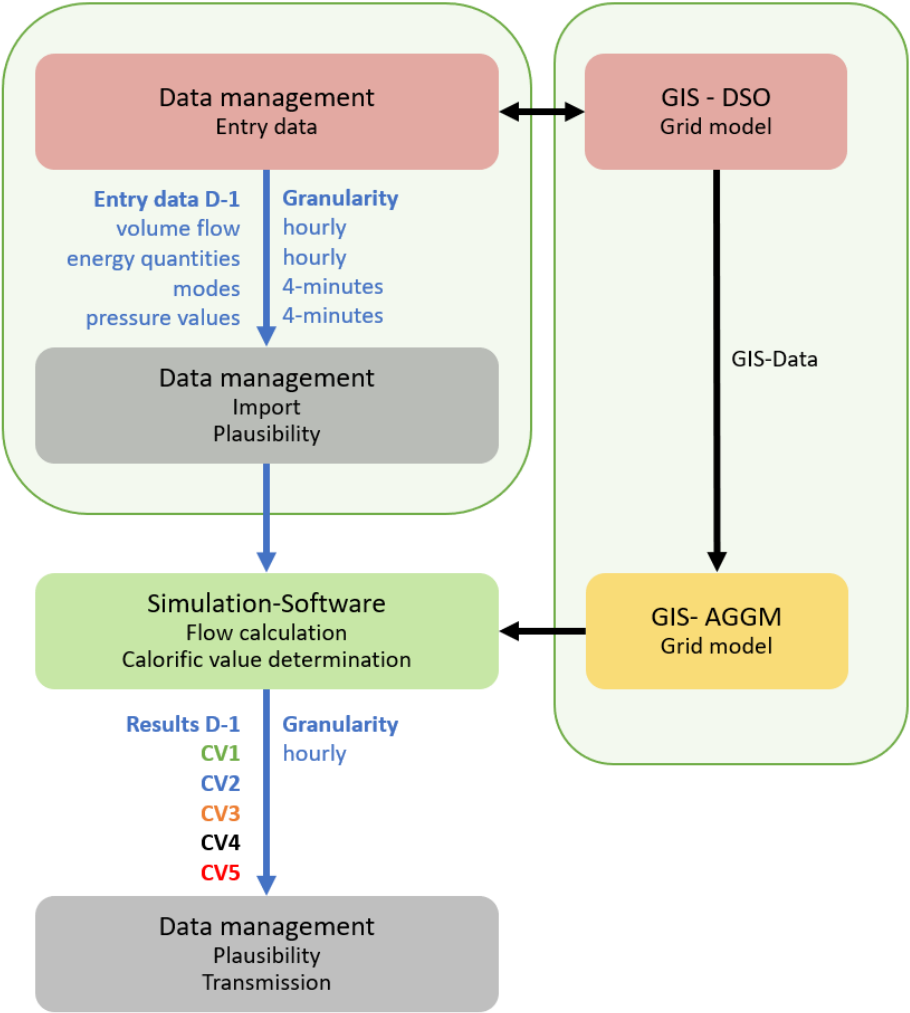 Data management
Entry data
GIS - DSO
Grid model
Entry data D-1
Granularity
volume flow
hourly
energy quantities
hourly
modes
4-minutes
pressure values
4-minutes
GIS-Data
Data management
Import
Plausibility
Simulation-Software
Flow calculation
Calorific value determination
GIS- AGGM
Grid model
Results D-1
Granularity
CV1
hourly
CV2
CV3
CV4
CV5
Data management
Plausibility
Transmission